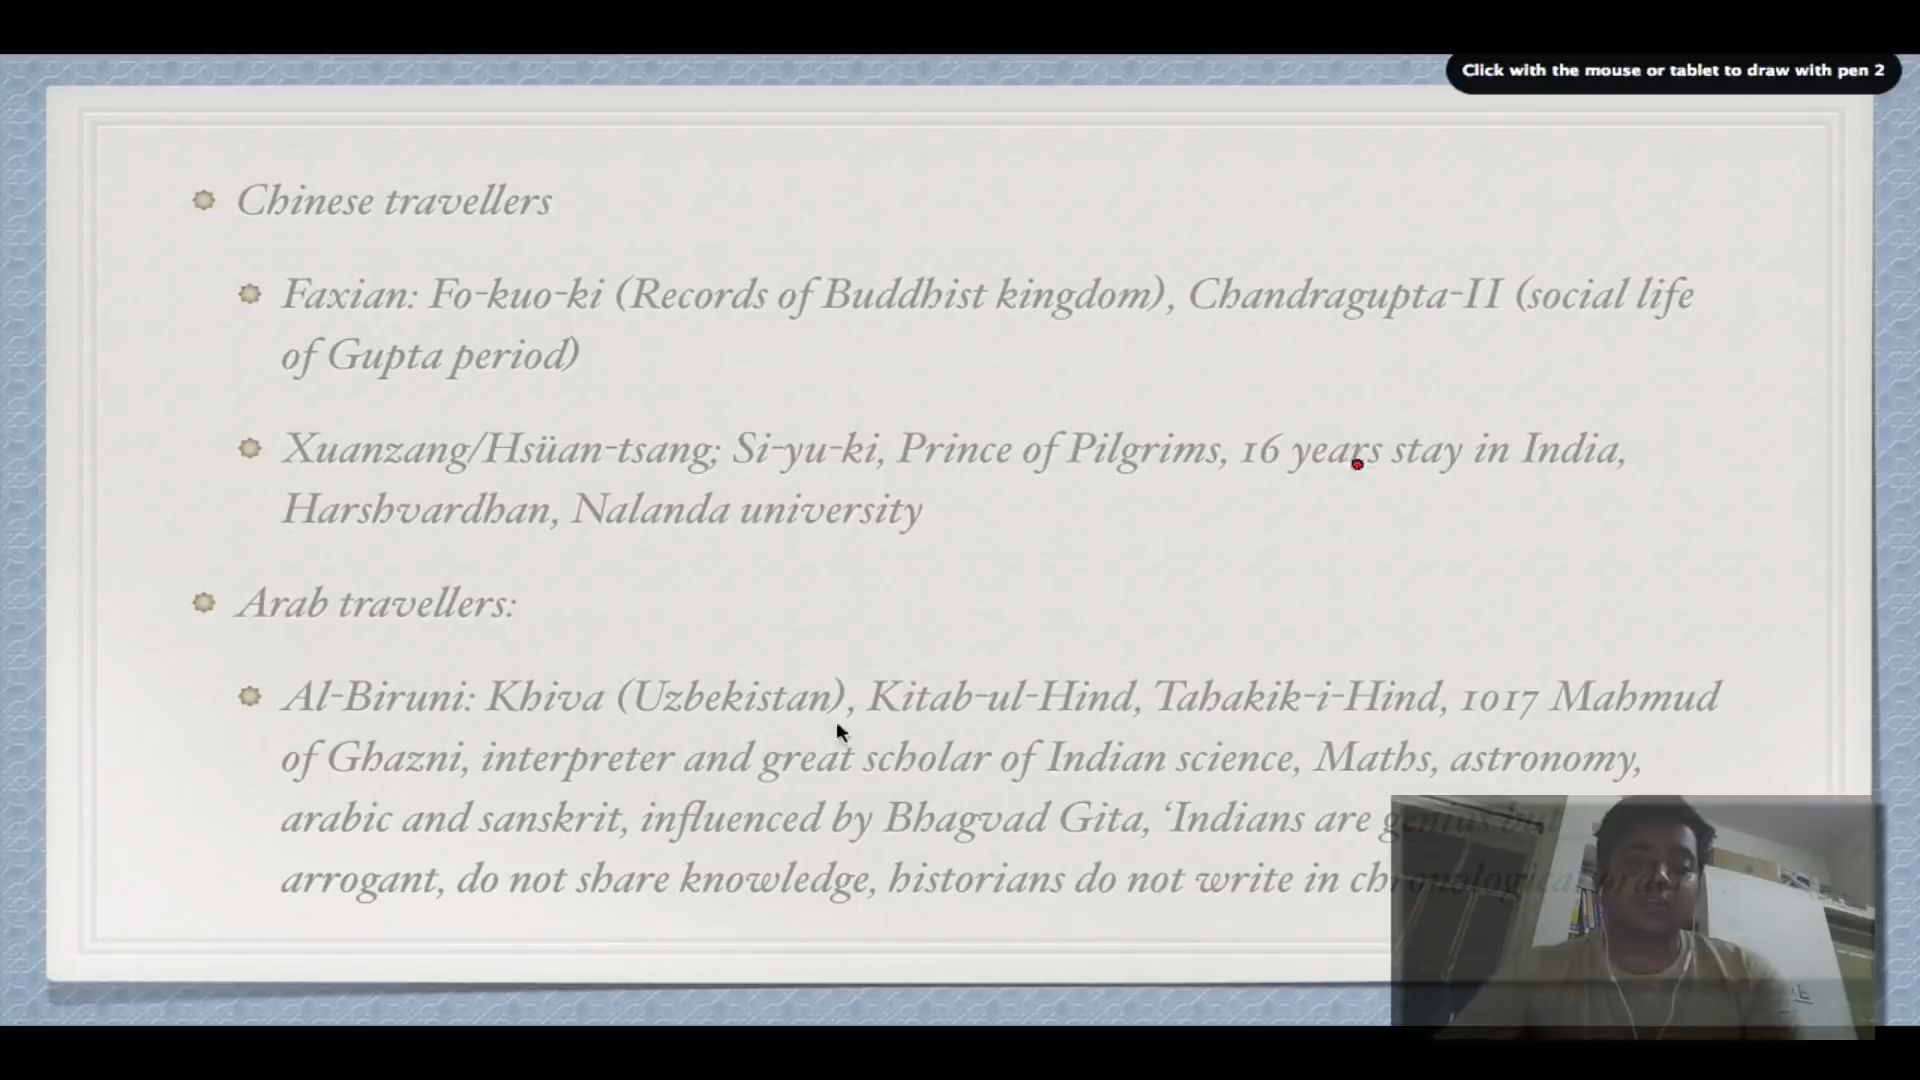 Click with the mouse or tablet to draw with pen 2
Chinese travellers
Faxian: Fo-kuo-ki (Records of Buddhist kingdom), Chandragupta-II (social life
of Gupta period)
Xuanzang/Hsüan-tsang; Si-yu-ki, Prince of Pilgrims, 16 years stay in India,
Harshvardhan, Nalanda university
Arab travellers:
Al-Biruni: Khiva (Uzbekistan), Kitab-ul-Hind, Tahakik-i-Hind, 1017 Mahmud
of Ghazni, interpreter and great scholar of Indian science, Maths, astronomy,
arabic and sanskrit, influenced by Bhagvad Gita, ‘Indians are genius but
arrogant, do not share knowledge, historians do not write in chronological